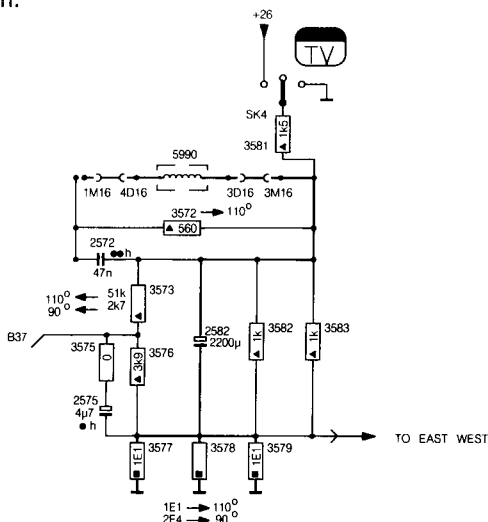 +26
TV
SK4
3581
1k5
5990
1M16
4D16
3D16
3M16
3572 110°
560
2572
h
47n
110° 51k 3573
90° 2k7
B37
3575
0
3k9
3576
2582
2200µ
1k
3582
1k
3583
2575
4µ7
h
TO EAST WEST
1E1
3577
3578
1E1
3579
1E1 110°
2E4 90°